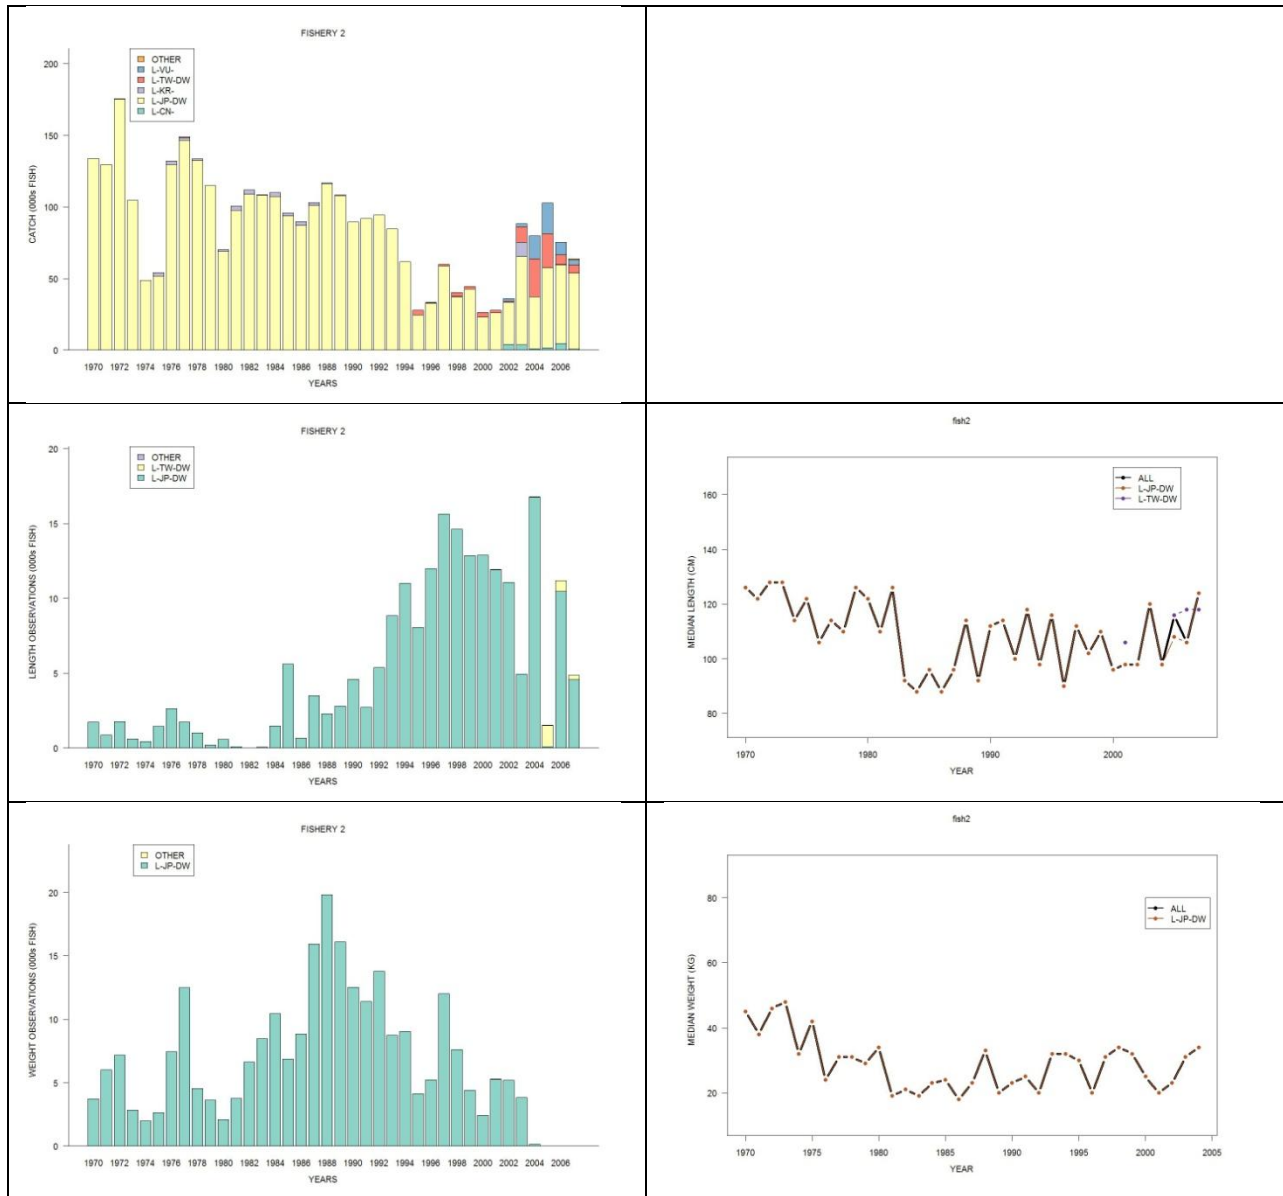 FISHERY 2
OTHER
L-VU-
L-TW-DW
L-KR-
L-JP-DW
L-CN-
CATCH (000s FISH)
200
150
100
50
0
1970 1972 1974 1976 1978 1980 1982 1984 1986 1988 1990 1992 1994 1996 1998 2000 2002 2004 2006
YEARS
FISHERY 2
OTHER
L-TW-DW
L-JP-DW
LENGTH OBSERVATIONS (000s FISH)
20
15
10
5
0
1970 1972 1974 1976 1978 1980 1982 1984 1986 1988 1990 1992 1994 1996 1998 2000 2002 2004 2006
YEARS
fish2
ALL
L-JP-DW
L-TW-DW
MEDIAN LENGTH (CM)
160
140
120
100
80
1970 1980 1990 2000
YEAR
FISHERY 2
OTHER
L-JP-DW
WEIGHT OBSERVATIONS (000s FISH)
20
15
10
5
0
1970 1972 1974 1976 1978 1980 1982 1984 1986 1988 1990 1992 1994 1996 1998 2000 2002 2004 2006
YEARS
fish2
ALL
L-JP-DW
MEDIAN WEIGHT (KG)
80
60
40
20
1970 1975 1980 1985 1990 1995 2000 2005
YEAR